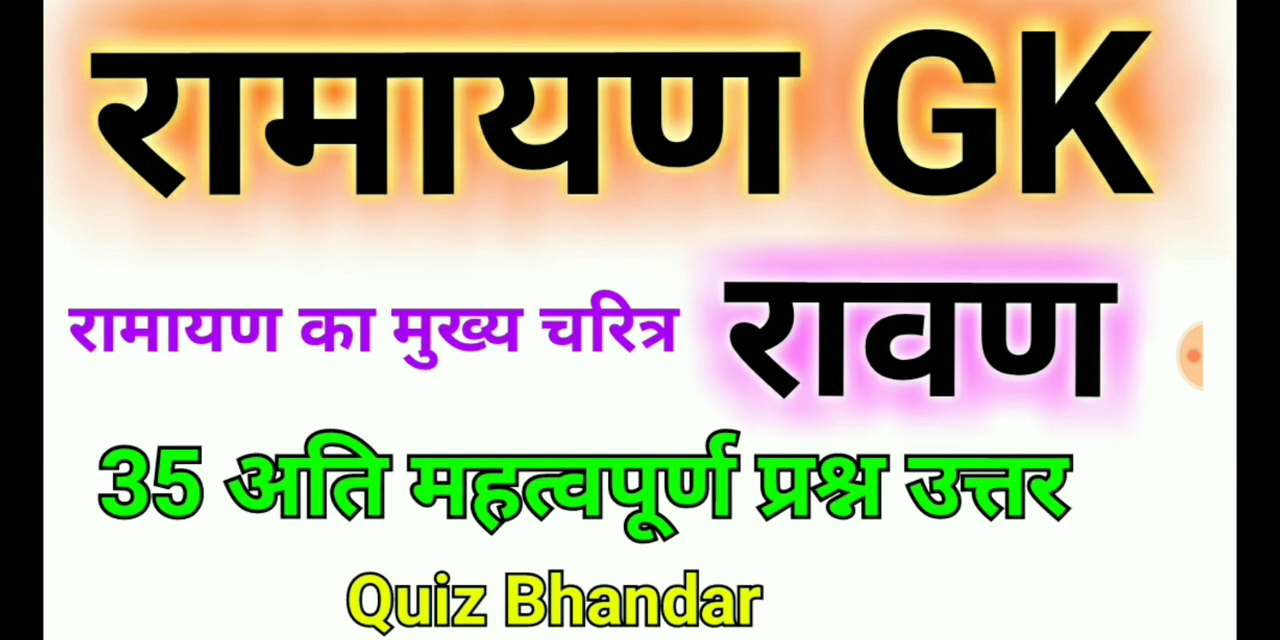 रामायण GK
रामायण का मुख्य चरित्र रावण
35 अति महत्वपूर्ण प्रश्न उत्तर
Quiz Bhandar